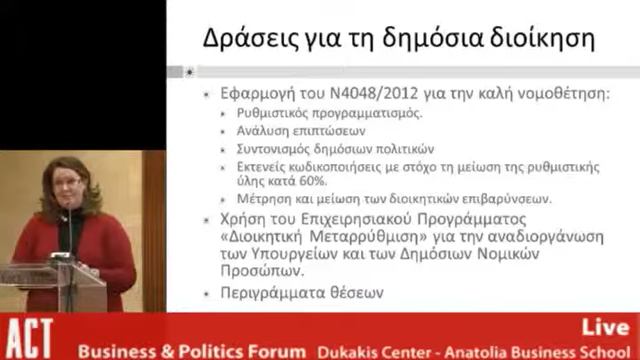 Δράσεις για τη δημόσια διοίκηση
Εφαρμογή του Ν4048/2012 για την καλή νομοθέτηση:
Ρυθμιστικός προγραμματισμός.
Ανάλυση επιπτώσεων
Συντονισμός δημόσιων πολιτικών
Εκτενείς κωδικοποιήσεις με στόχο τη μείωση της ρυθμιστικής
ύλης κατά 60%.
Μέτρηση και μείωση των διοικητικών επιβαρύνσεων.
Χρήση του Επιχειρησιακού Προγράμματος
«Διοικητική Μεταρρύθμιση» για την αναδιοργάνωση
των Υπουργείων και των Δημόσιων Νομικών
Προσώπων.
Περιγράμματα θέσεων
Live
ACT
Business & Politics Forum Dukakis Center - Anatolia Business School